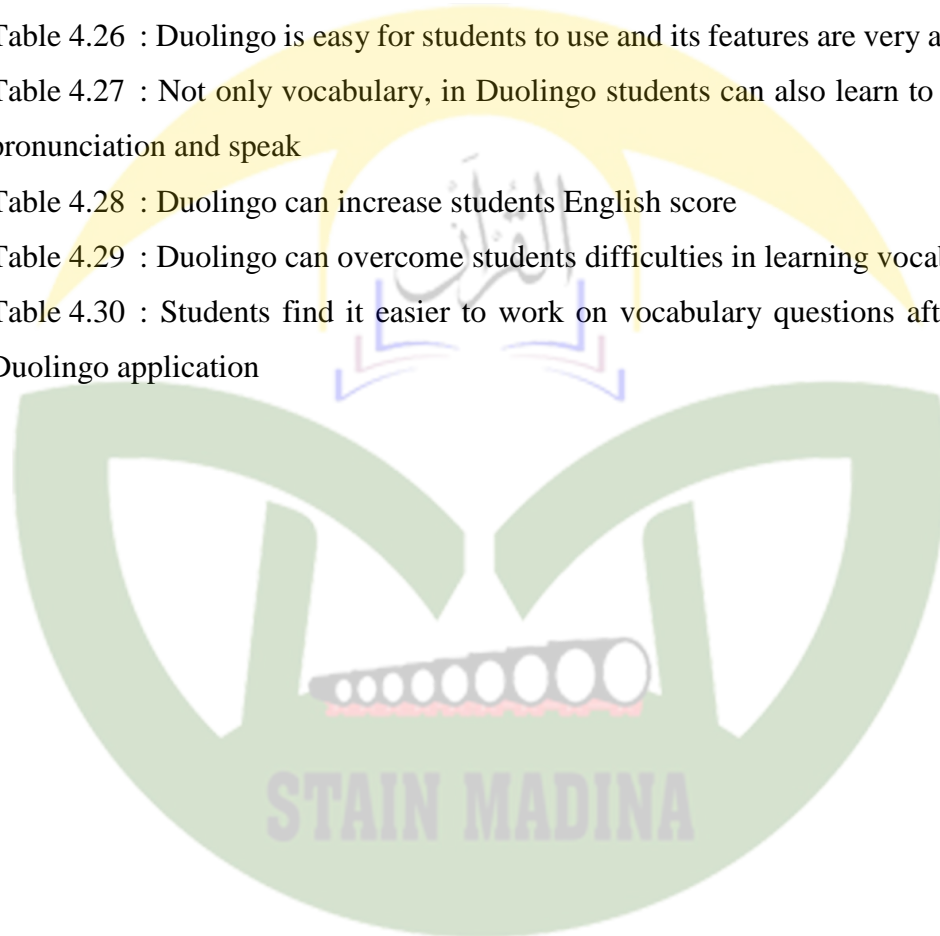 Table 4.26 : Duolingo is easy for students to use and its features are very a
Table 4.27 : Not only vocabulary, in Duolingo students can also learn to
pronunciation and speak
Table 4.28 : Duolingo can increase students English score
Table 4.29 : Duolingo can overcome students difficulties in learning vocab
Table 4.30 : Students find it easier to work on vocabulary questions aft
Duolingo application
القرآن
STAIN MADINA